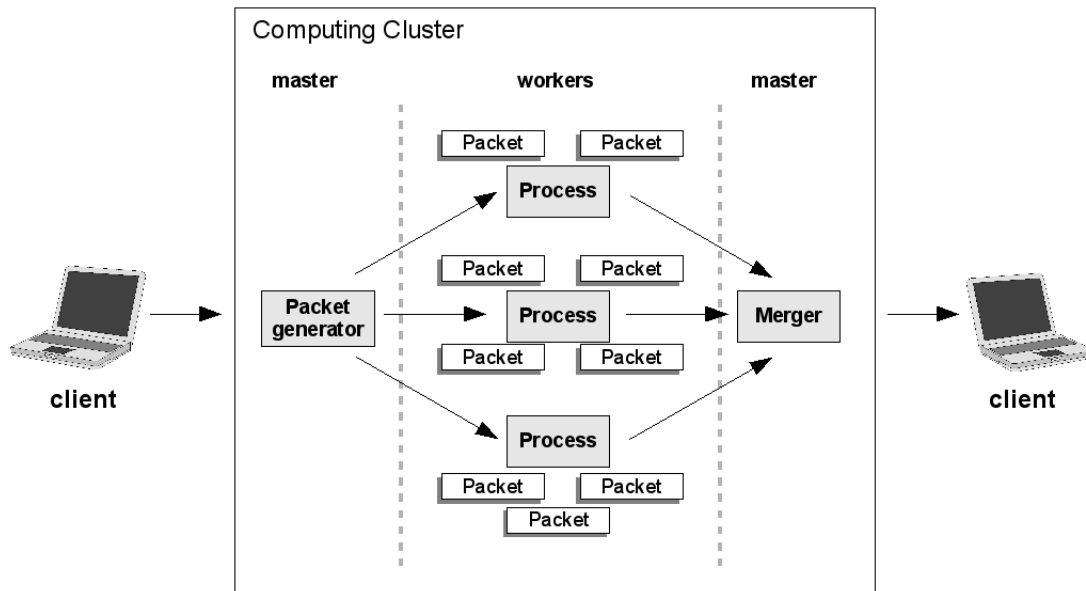 Computing Cluster
master workers master
Packet Packet
Process
Packet Packet
Packet generator
Process
Merger
Packet Packet
client
client
Process
Packet Packet
Packet